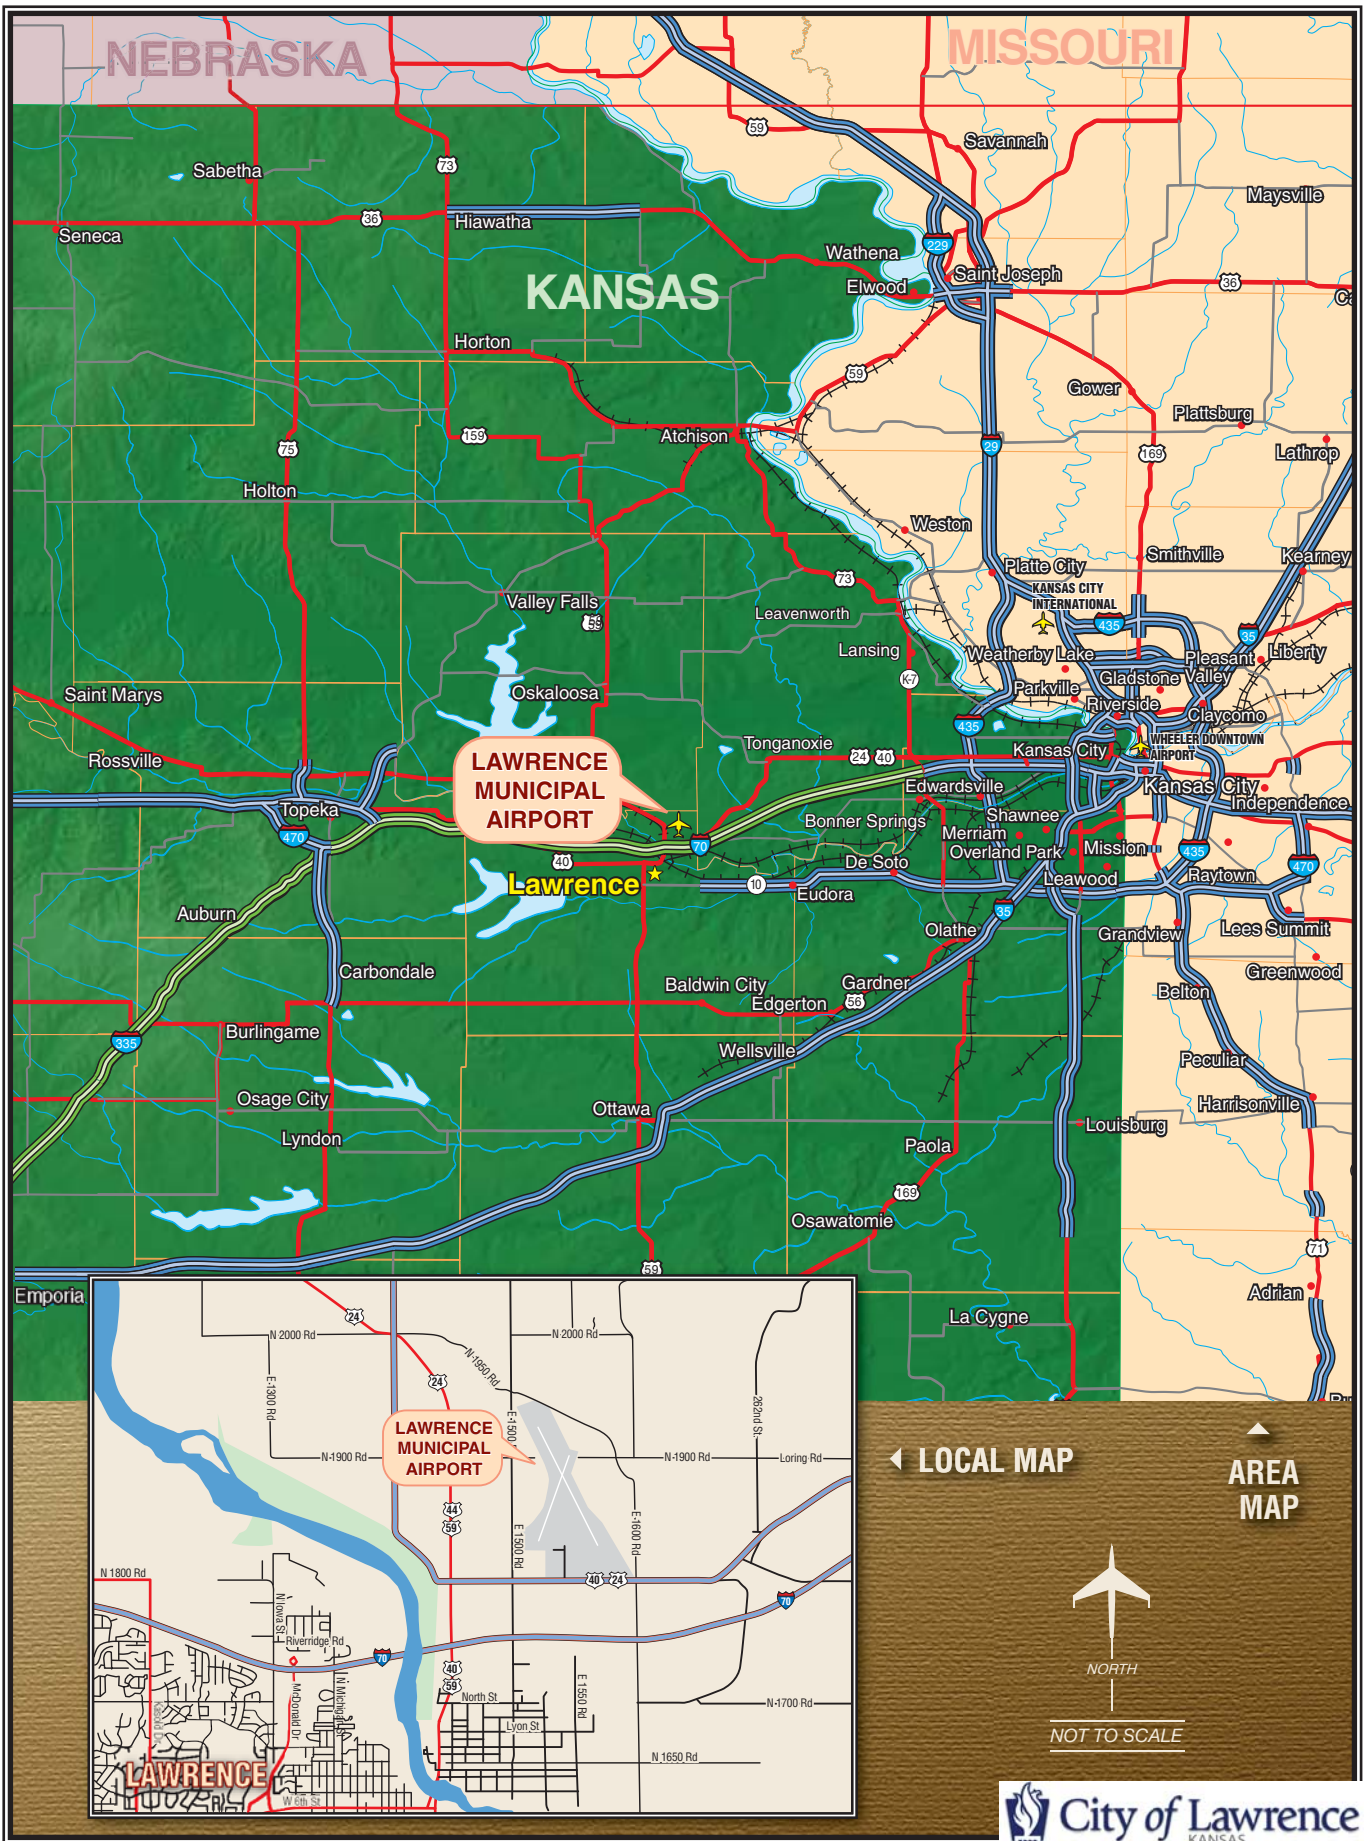 NEBRASKA
MISSOURI
59
Savannah
73
Sabetha
Maysville
36
Hiawatha
Seneca
229
Wathena
Saint Joseph
KANSAS
Elwood
36
Ca
Horton
59
Gower
Plattsburg
159
Atchison
75
29
169
Lathrop
Holton
Weston
Smithville
Kearney
Platte City
73
KANSAS CITY
INTERNATIONAL
Valley Falls
59
Leavenworth
435
35
Lansing
Weatherby Lake
Pleasant
Valley
Liberty
K-7
Gladstone
Saint Marys
Oskaloosa
Parkville
Riverside
Claycomo
435
Tonganoxie
24
40
Kansas City
WHEELER DOWNTOWN
AIRPORT
Rossville
LAWRENCE
MUNICIPAL
AIRPORT
Edwardsville
Kansas City
Independence
Topeka
Bonner Springs
Shawnee
470
Merriam
70
Overland Park
Mission
435
40
De Soto
470
Lawrence
10
Eudora
Leawood
Raytown
Auburn
35
Olathe
Grandview
Lees Summit
Carbondale
Baldwin City
Gardner
Greenwood
Edgerton
56
Belton
Burlingame
335
Wellsville
Peculiar
Osage City
Ottawa
Harrisonville
Lyndon
Louisburg
Paola
169
Osawatomie
71
59
Emporia
Adrian
La Cygne
24
N 2000 Rd
N 2000 Rd
N-1950 Rd
24
E-1300 Rd
E-1500
262nd St.
LAWRENCE
MUNICIPAL
AIRPORT
N-1900 Rd
N-1900 Rd
Loring Rd
44
59
E 1500 Rd
E-1600 Rd
N 1800 Rd
40
24
70
N Iowa St
Riverridge Rd
70
40
59
North St
E 1550 Rd
N-1700 Rd
Kasold Dr
McDonald Dr
N Michigan St
Lyon St
N 1650 Rd
LAWRENCE
W 6th St
LOCAL MAP
AREA
MAP
NORTH
NOT TO SCALE
City of Lawrence
KANSAS